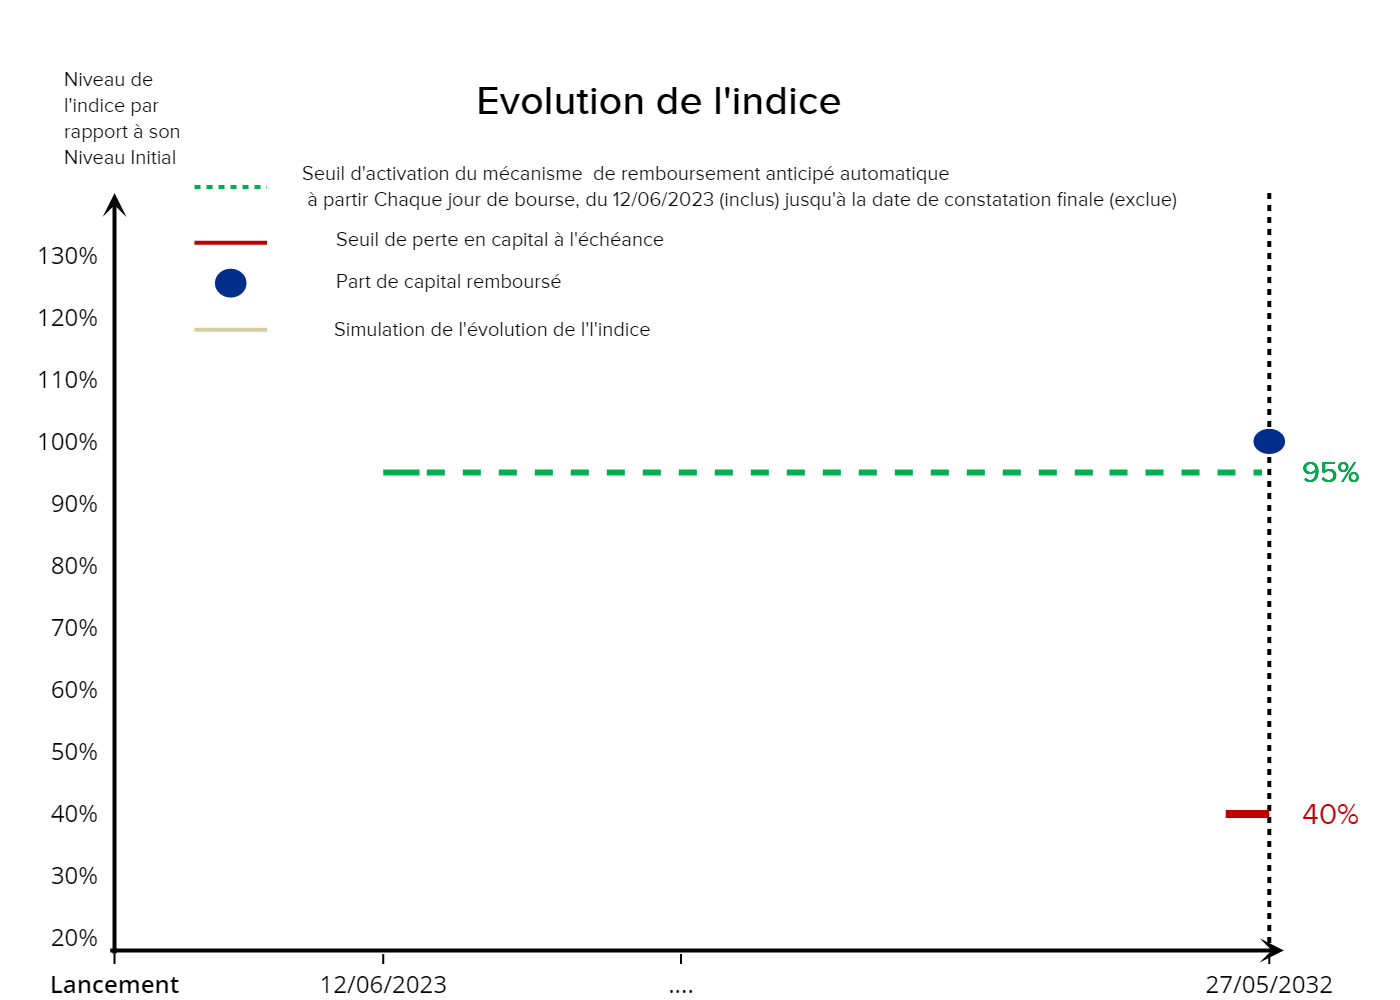 Niveau de
l'indice par
rapport à son
Niveau Initial
Evolution de l'indice
Seuil d'activation du mécanisme  de remboursement anticipé automatique
à partir Chaque jour de bourse, du 12/06/2023 (inclus) jusqu'à la date de constatation finale (exclue)
Seuil de perte en capital à l'échéance
Part de capital remboursé
Simulation de l'évolution de l'l'indice
130%
120%
110%
100%
90%
80%
70%
60%
50%
40%
30%
20%
95%
40%
Lancement
12/06/2023
....
27/05/2032